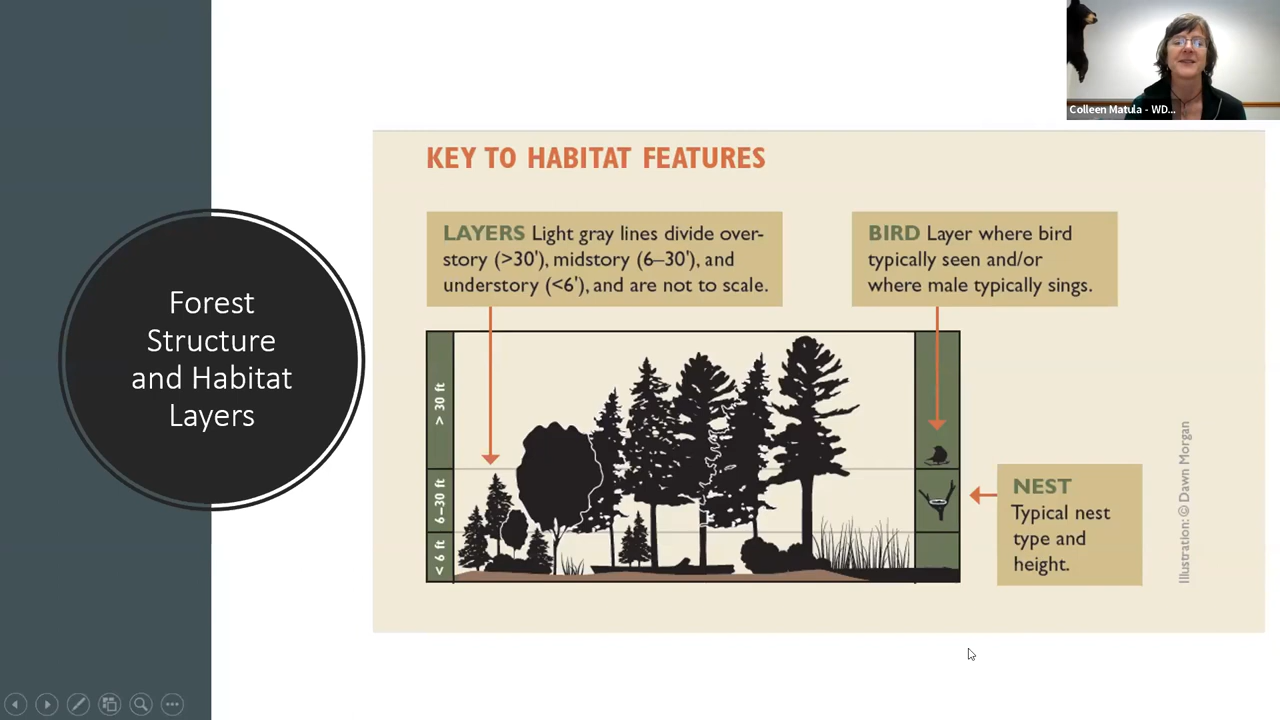 Colleen Matula - WD...
Forest
Structure
and Habitat
Layers
KEY TO HABITAT FEATURES
LAYERS Light gray lines divide over-
story (>30'), midstory (6–30'), and
understory (<6'), and are not to scale.
BIRD Layer where bird
typically seen and/or
where male typically sings.
> 30 ft
6–30 ft
< 6 ft
NEST
Typical nest
type and
height.
Illustration: © Dawn Morgan